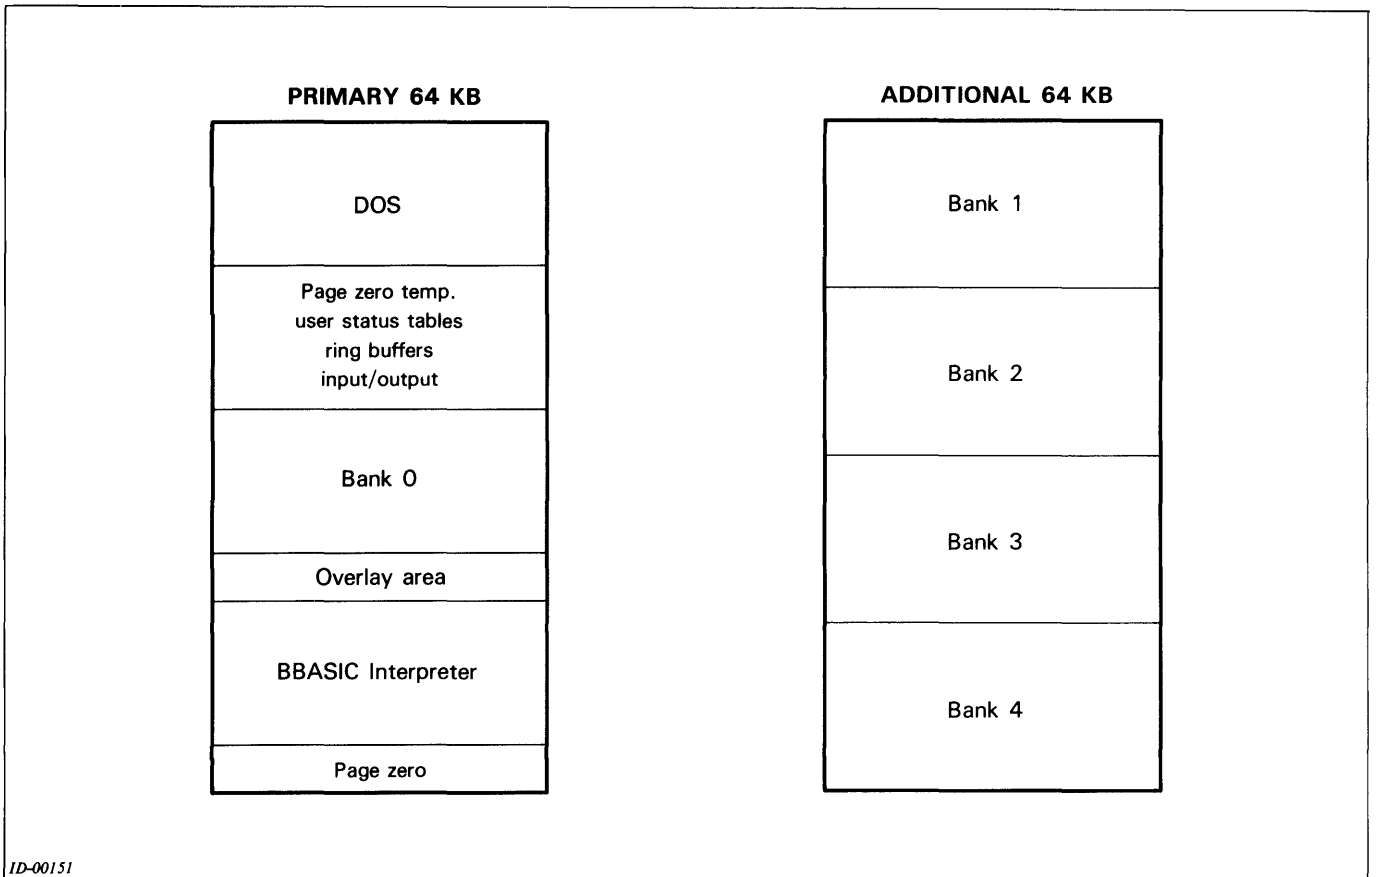 PRIMARY 64 KB
DOS
Page zero temp.
user status tables
ring buffers
input/output
Bank 0
Overlay area
BBASIC Interpreter
Page zero
ADDITIONAL 64 KB
Bank 1
Bank 2
Bank 3
Bank 4
ID-00151